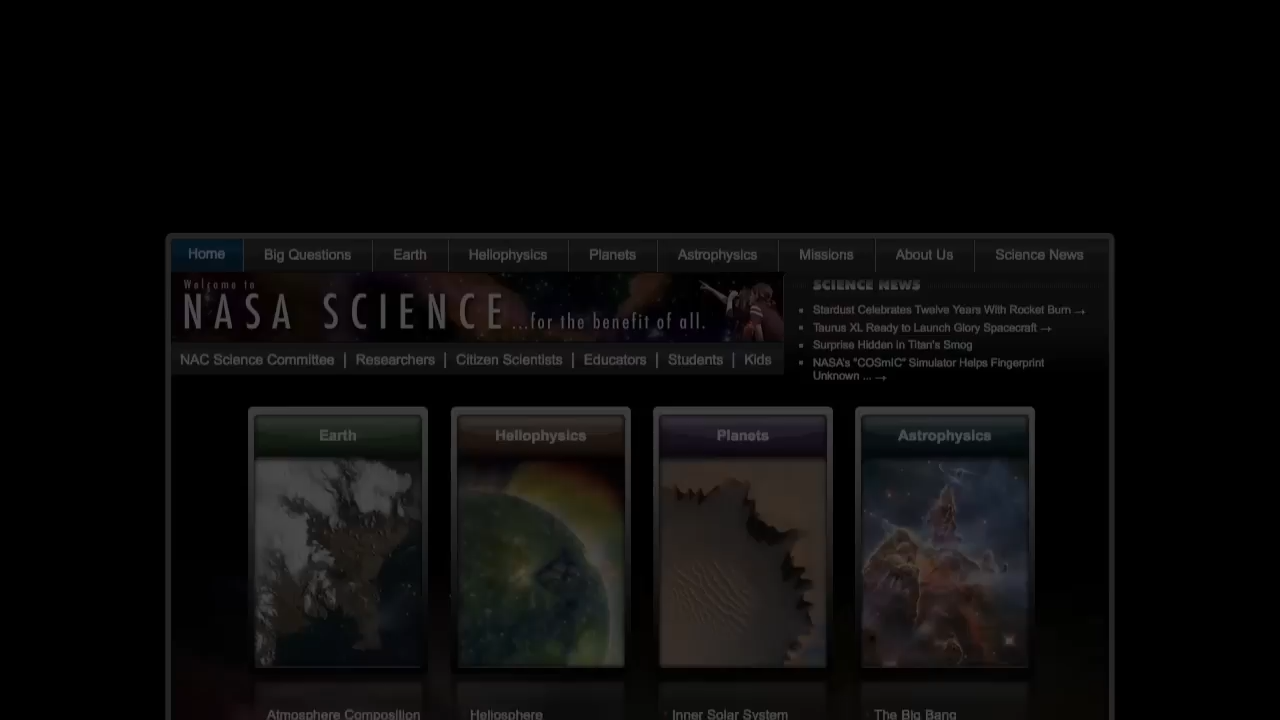 Home Big Questions Earth Heliophysics Planets Astrophysics Missions About Us Science News
Welcome to
NASA SCIENCE ...for the benefit of all.
NAC Science Committee | Researchers | Citizen Scientists | Educators | Students | Kids
SCIENCE NEWS
Stardust Celebrates Twelve Years With Rocket Burn →
Taurus XL Ready to Launch Glory Spacecraft →
Surprise Hidden in Titan's Smog
NASA's "COSmIC" Simulator Helps Fingerprint
Unknown ... →
Earth Heliophysics Planets Astrophysics
Atmosphere Composition Heliosphere Inner Solar System The Big Bang